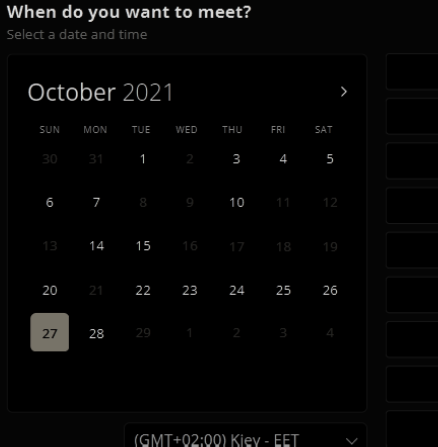 When do you want to meet?
Select a date and time
October 2021
SUN MON TUE WED THU FRI SAT
30 31 1 2 3 4 5
6 7 8 9 10 11 12
13 14 15 16 17 18 19
20 21 22 23 24 25 26
27 28 29 1 2 3 4
(GMT+02:00) Kiev - EET